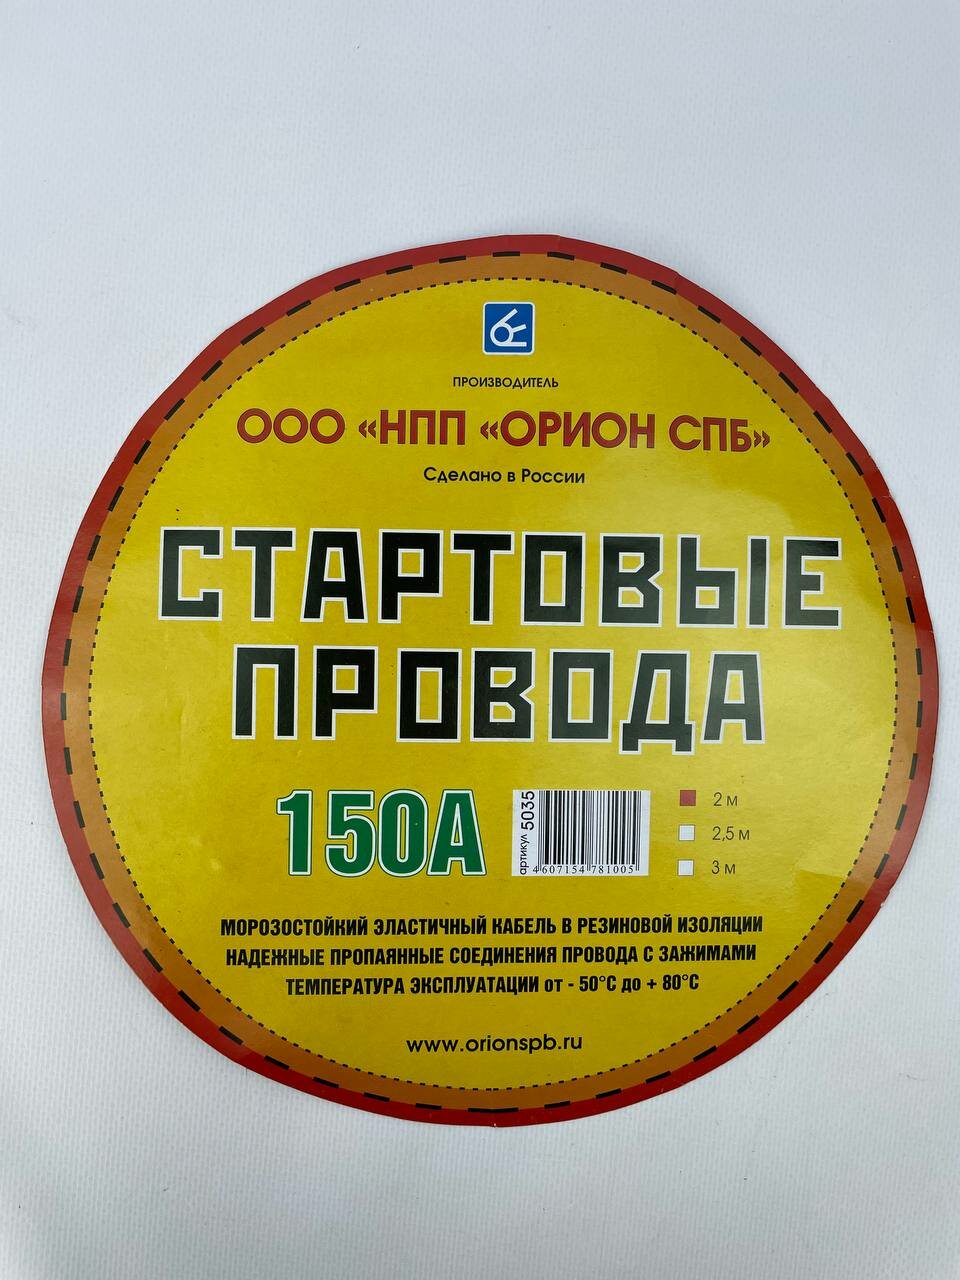 ПРОИЗВОДИТЕЛЬ
ООО «НПП «ОРИОН СПБ»
Сделано в России
СТАРТОВЫЕ
ПРОВОДА
150А
артикул 5035
4607154781005
2 м
2,5 м
3 м
МОРОЗОСТОЙКИЙ ЭЛАСТИЧНЫЙ КАБЕЛЬ В РЕЗИНОВОЙ ИЗОЛЯЦИИ
НАДЕЖНЫЕ ПРОПАЯННЫЕ СОЕДИНЕНИЯ ПРОВОДА С ЗАЖИМАМИ
ТЕМПЕРАТУРА ЭКСПЛУАТАЦИИ от - 50°С до + 80°С
www.orionspb.ru